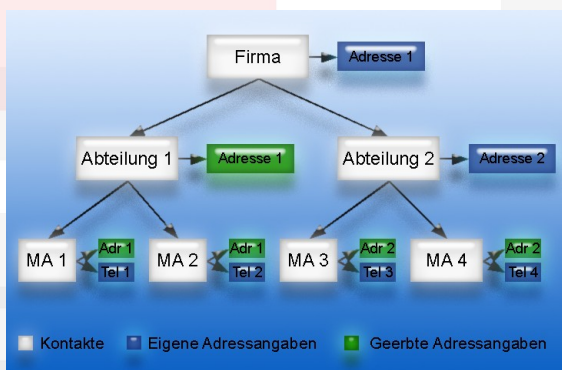 Firma Adresse 1
Abteilung 1 Adresse 1 Abteilung 2 Adresse 2
MA 1 Adr 1 MA 2 Adr 1 MA 3 Adr 2 MA 4 Adr 2
Tel 1 Tel 2 Tel 3 Tel 4
Kontakte Eigene Adressangaben Geerbte Adressangaben